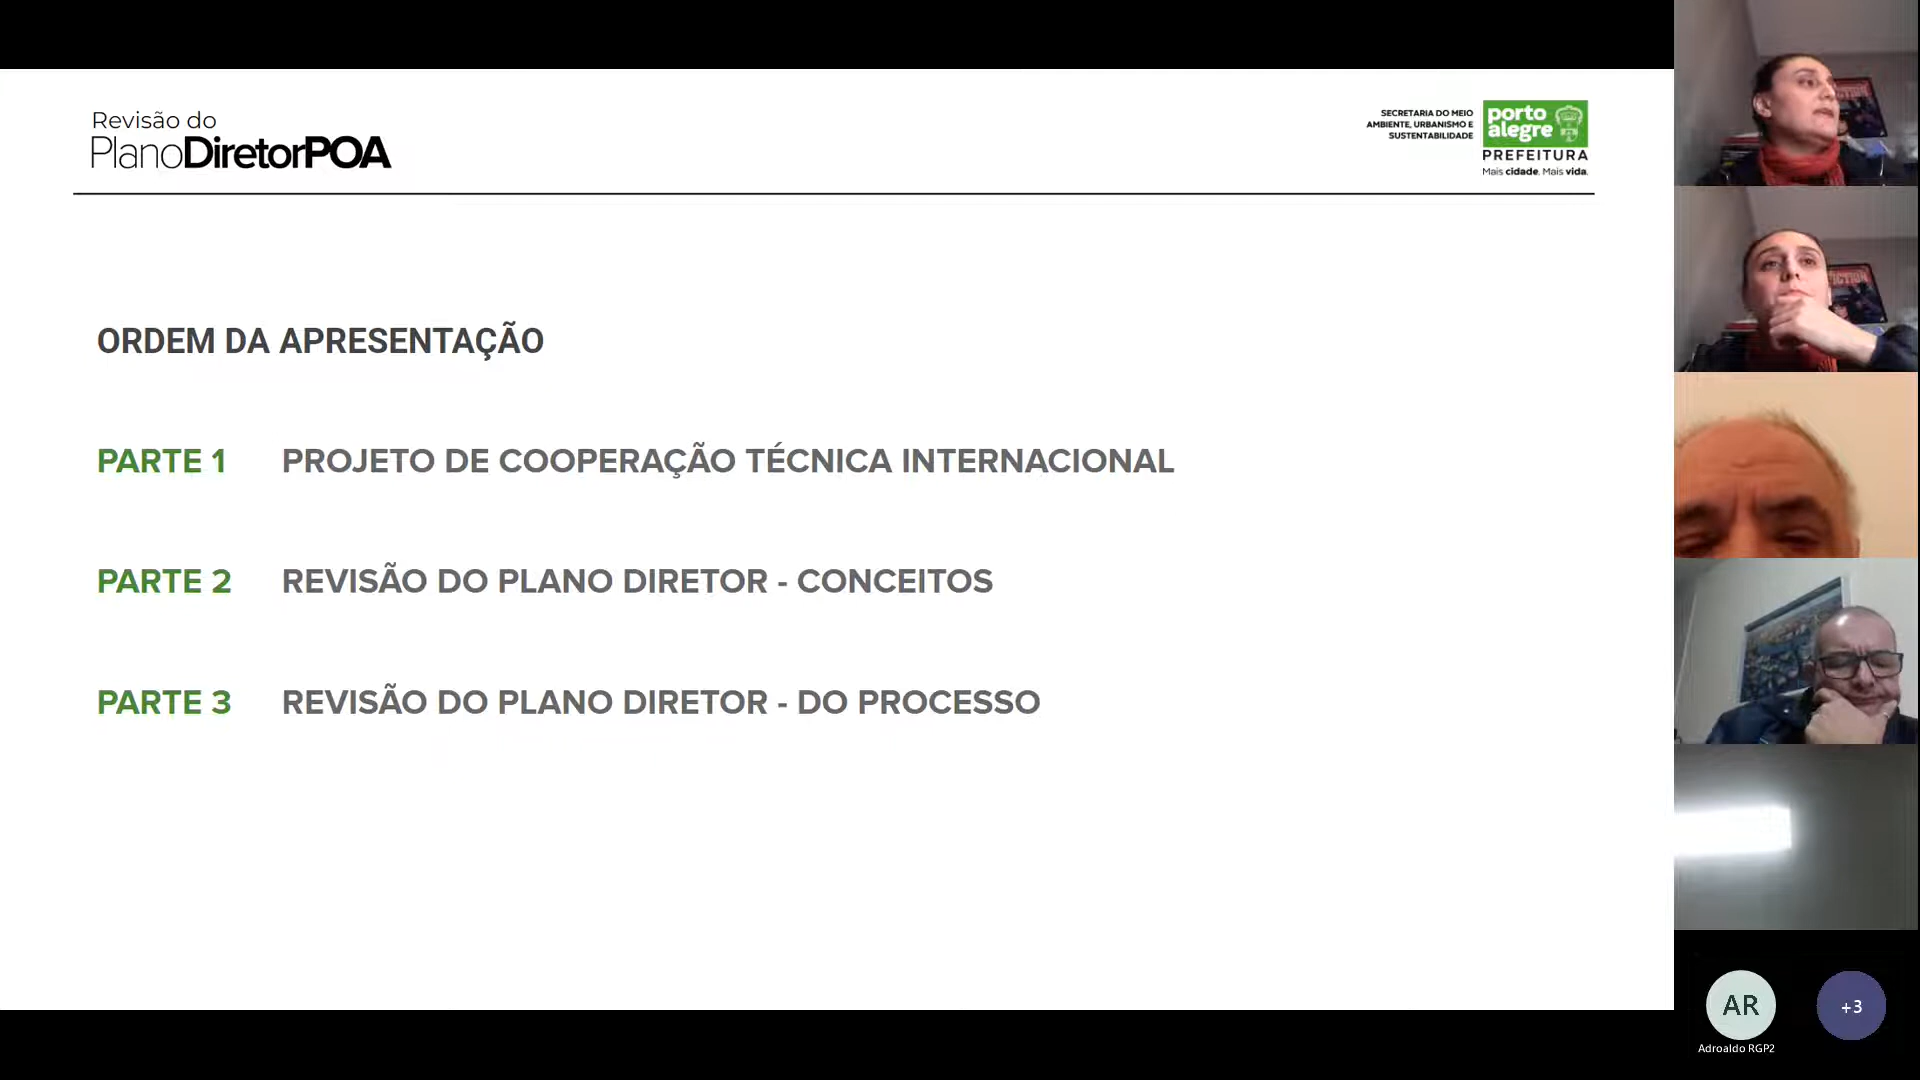 Revisão do
PlanoDiretorPOA
SECRETARIA DO MEIO
AMBIENTE, URBANISMO E
SUSTENTABILIDADE
porto
alegre
PREFEITURA
Mais cidade. Mais vida.
ORDEM DA APRESENTAÇÃO
PARTE 1 PROJETO DE COOPERAÇÃO TÉCNICA INTERNACIONAL
PARTE 2 REVISÃO DO PLANO DIRETOR - CONCEITOS
PARTE 3 REVISÃO DO PLANO DIRETOR - DO PROCESSO
AR
+3
Adroaldo RGP2